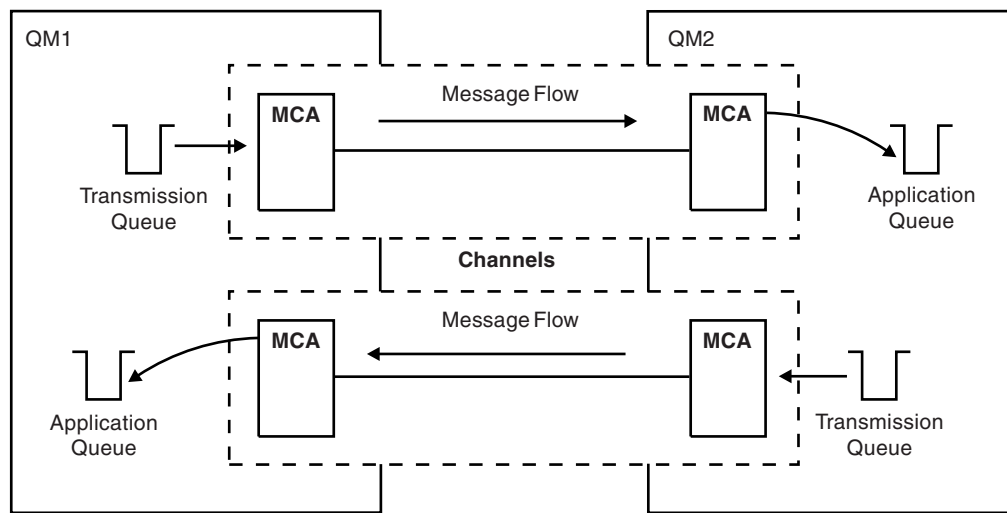 QM1
QM2
MCA
Message Flow
MCA
Transmission
Queue
Application
Queue
Channels
MCA
Message Flow
MCA
Application
Queue
Transmission
Queue